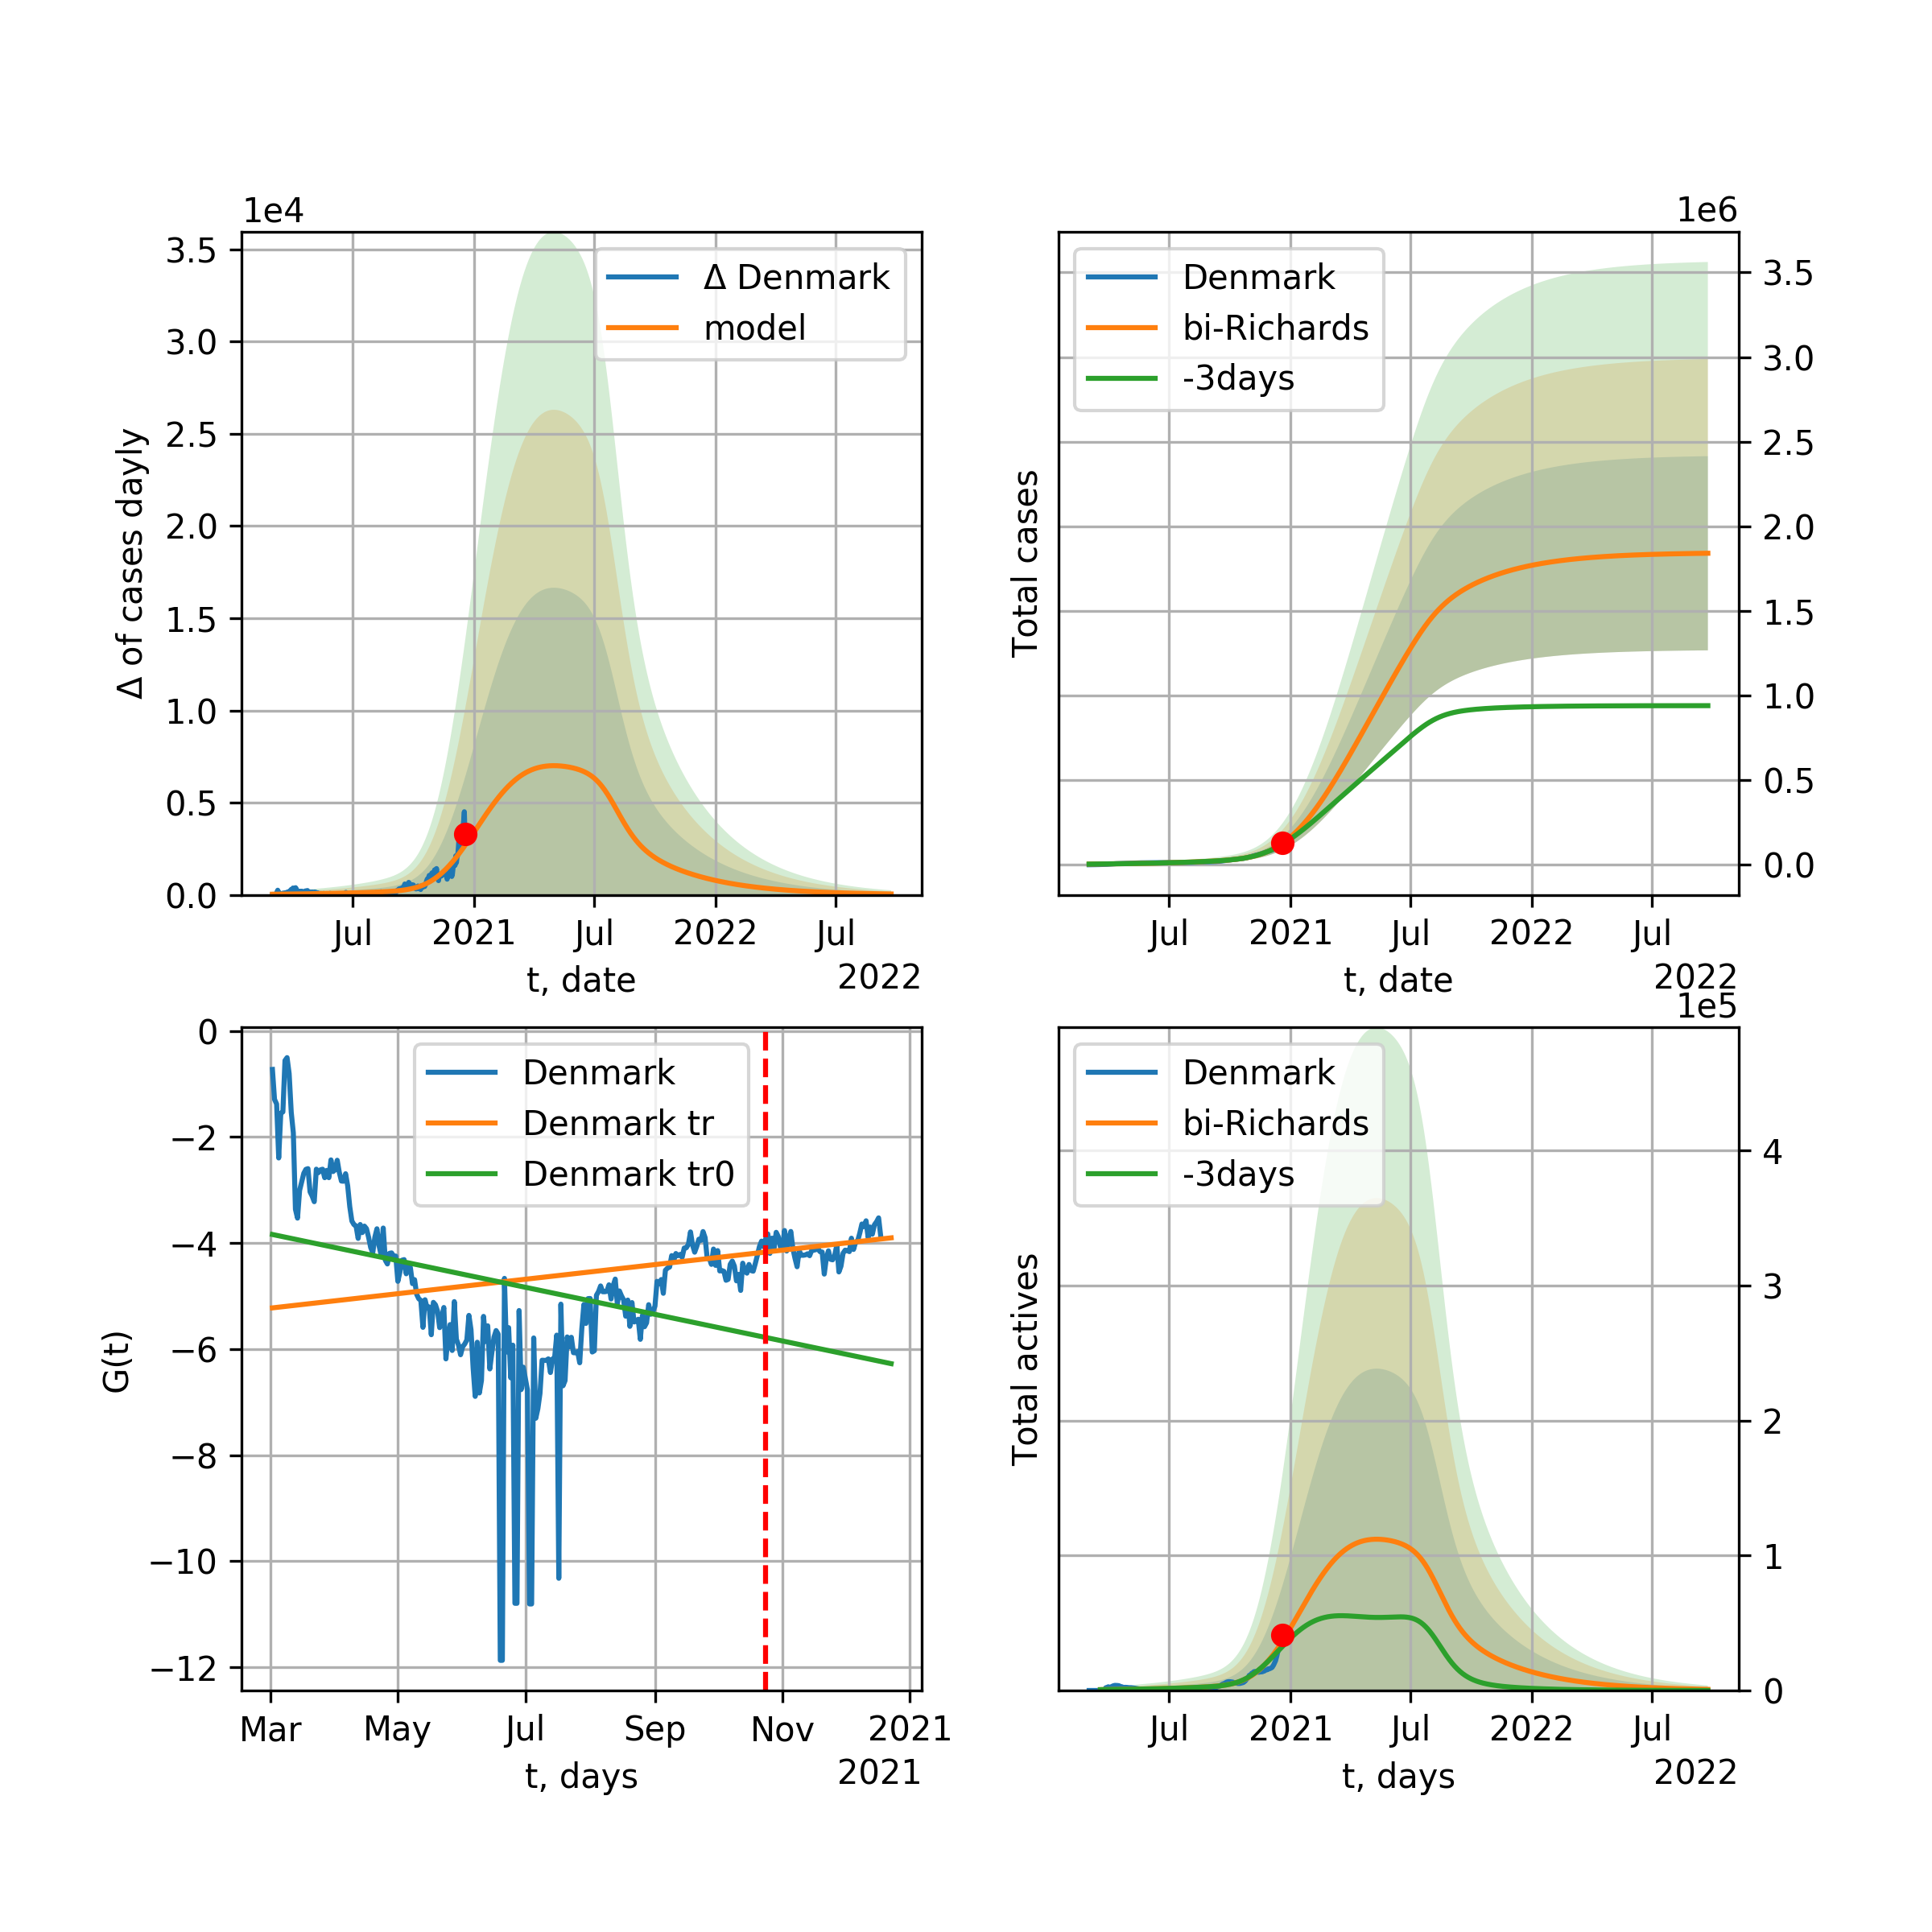 1e4
3.5
3.0
2.5
2.0
1.5
1.0
0.5
0.0
Δ of cases dayly
Δ Denmark
model
Jul 2021 Jul 2022 Jul
t, date
2022
1e6
Denmark
bi-Richards
-3days
3.5
3.0
2.5
2.0
1.5
1.0
0.5
0.0
Total cases
Jul 2021 Jul 2022 Jul
t, date
2022
0
−2
−4
−6
−8
−10
−12
G(t)
Denmark
Denmark tr
Denmark tr0
Mar May Jul Sep Nov 2021
t, days
2021
1e5
Denmark
bi-Richards
-3days
4
3
2
1
0
Total actives
Jul 2021 Jul 2022 Jul
t, days
2022